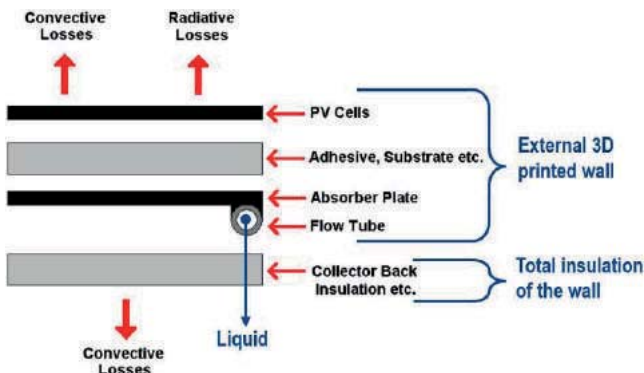 Convective
Losses
Radiative
Losses
PV Cells
Adhesive, Substrate etc.
Absorber Plate
Flow Tube
External 3D
printed wall
Collector Back
Insulation etc.
Total insulation
of the wall
Liquid
Convective
Losses